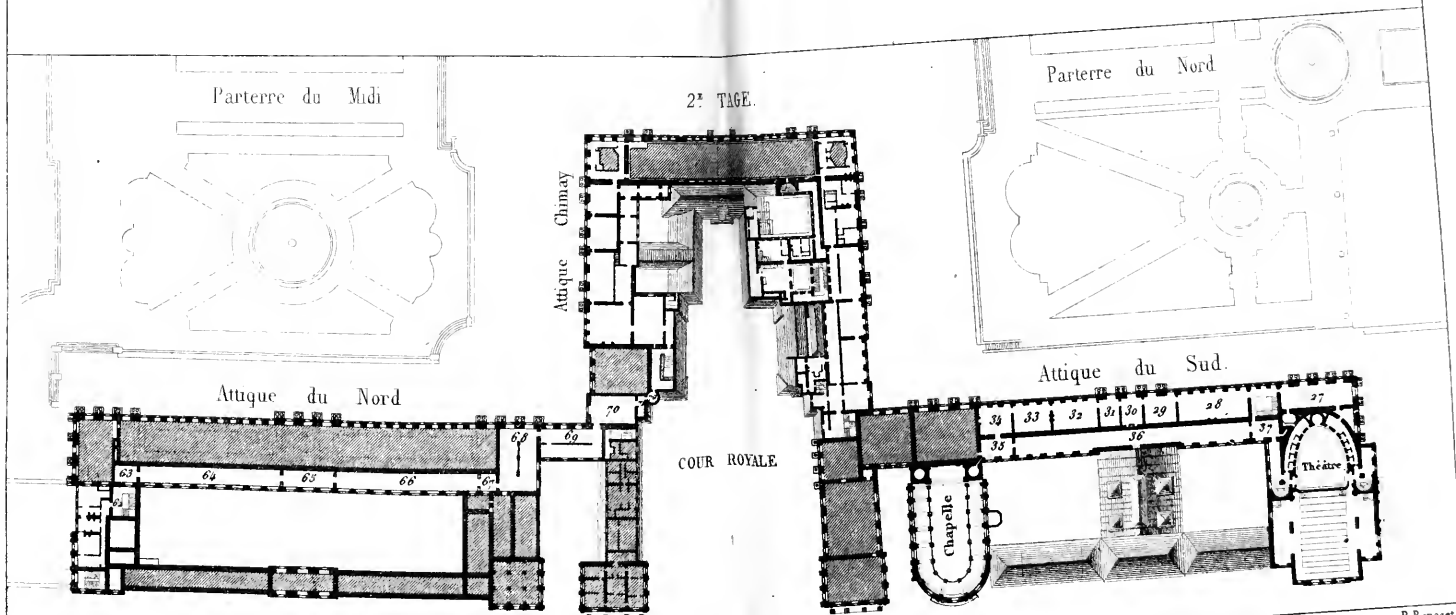 Parterre du Midi
2ᴱ TAGE.
Parterre du Nord
Attique Chimay
Attique du Nord
Attique du Sud.
70
69
68
63 64 65 66 67
62
COUR ROYALE
34 33 32 31 30 29 28 27
35 36 37
Théâtre
Chapelle